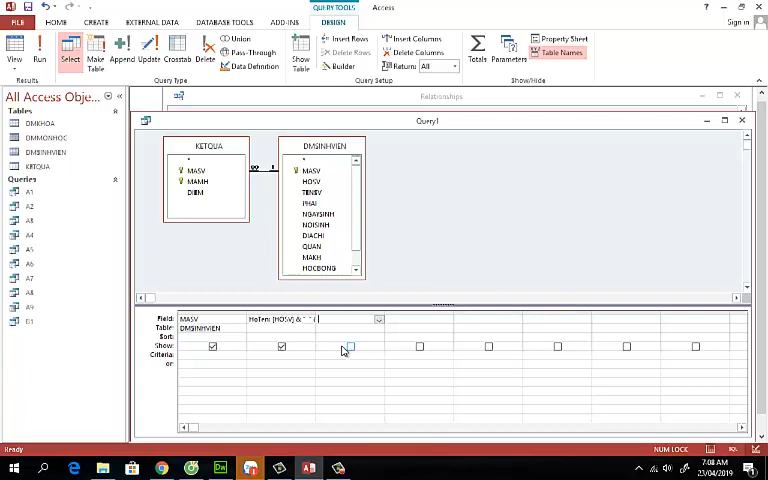 QUERY TOOLS
Access
Sign in
FILE HOME CREATE EXTERNAL DATA DATABASE TOOLS ADD-INS DESIGN
View
Run
Select
Make Table
Append
Update
Crosstab
Delete
Union
Pass-Through
Data Definition
Show Table
Insert Rows
Delete Rows
Builder
Insert Columns
Delete Columns
Return: All
Totals
Parameters
Property Sheet
Table Names
Results
Query Type
Query Setup
Show/Hide
All Access Obje...
Tables
DMKHOA
DMMONHOC
DMSINHVIEN
KETQUA
Queries
A1
A2
A3
A4
A5
A6
A7
A8
A9
Relationships
Query1
KETQUA
*
MASV
MAMH
DIEM
DMSINHVIEN
*
MASV
HOSV
TENSV
PHAI
NGAYSINH
NOISINH
DIACHI
QUAN
MAKH
HOCBONG
Field: MASV HoTen: [HOSV] & " "
Table: DMSINHVIEN
Sort:
Show:
Criteria:
or:
Ready
NUM LOCK
SQL
7:08 AM
23/04/2019